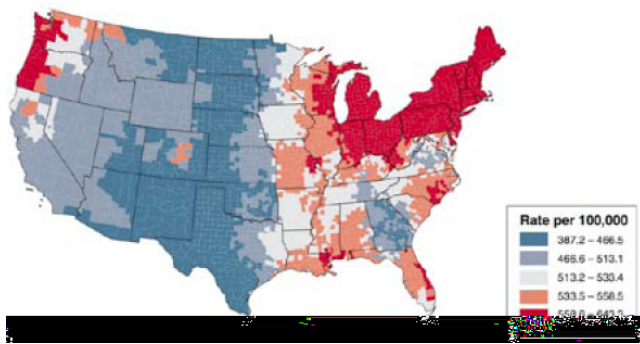 Rate per 100,000
387.2 – 466.5
466.6 – 513.1
513.2 – 533.4
533.5 – 558.5